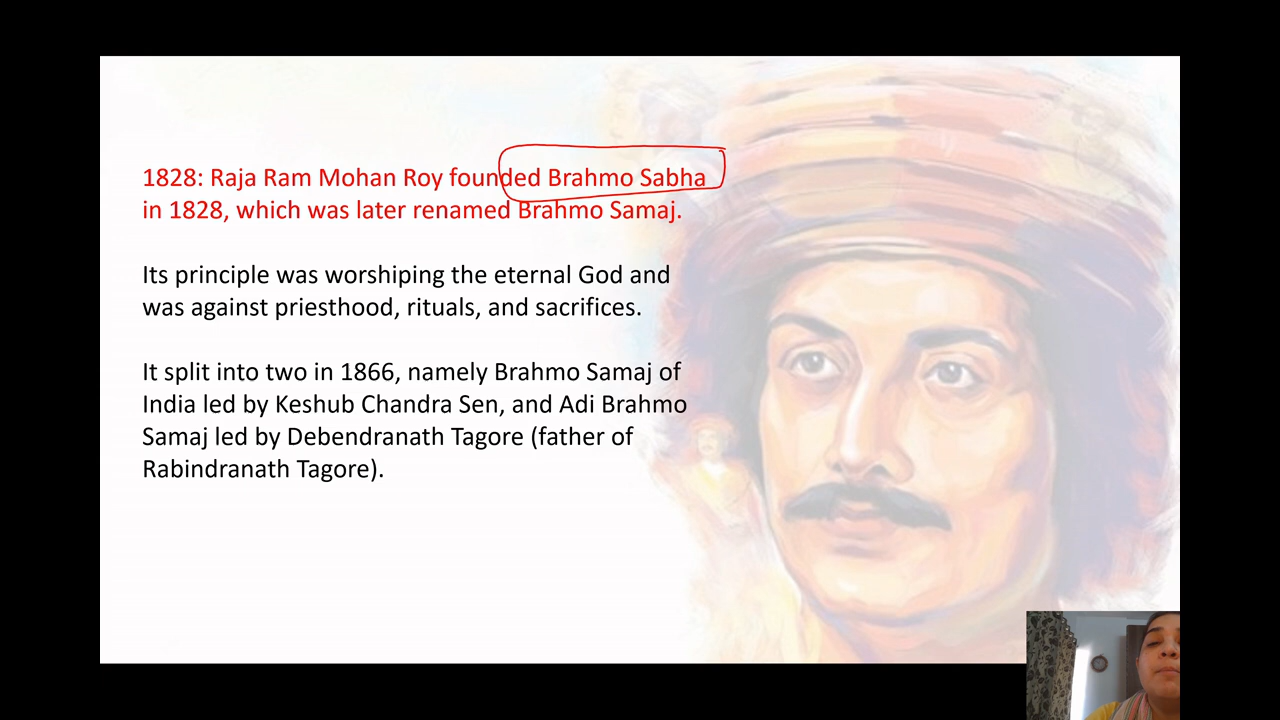 1828: Raja Ram Mohan Roy founded Brahmo Sabha
in 1828, which was later renamed Brahmo Samaj.
Its principle was worshiping the eternal God and
was against priesthood, rituals, and sacrifices.
It split into two in 1866, namely Brahmo Samaj of
India led by Keshub Chandra Sen, and Adi Brahmo
Samaj led by Debendranath Tagore (father of
Rabindranath Tagore).